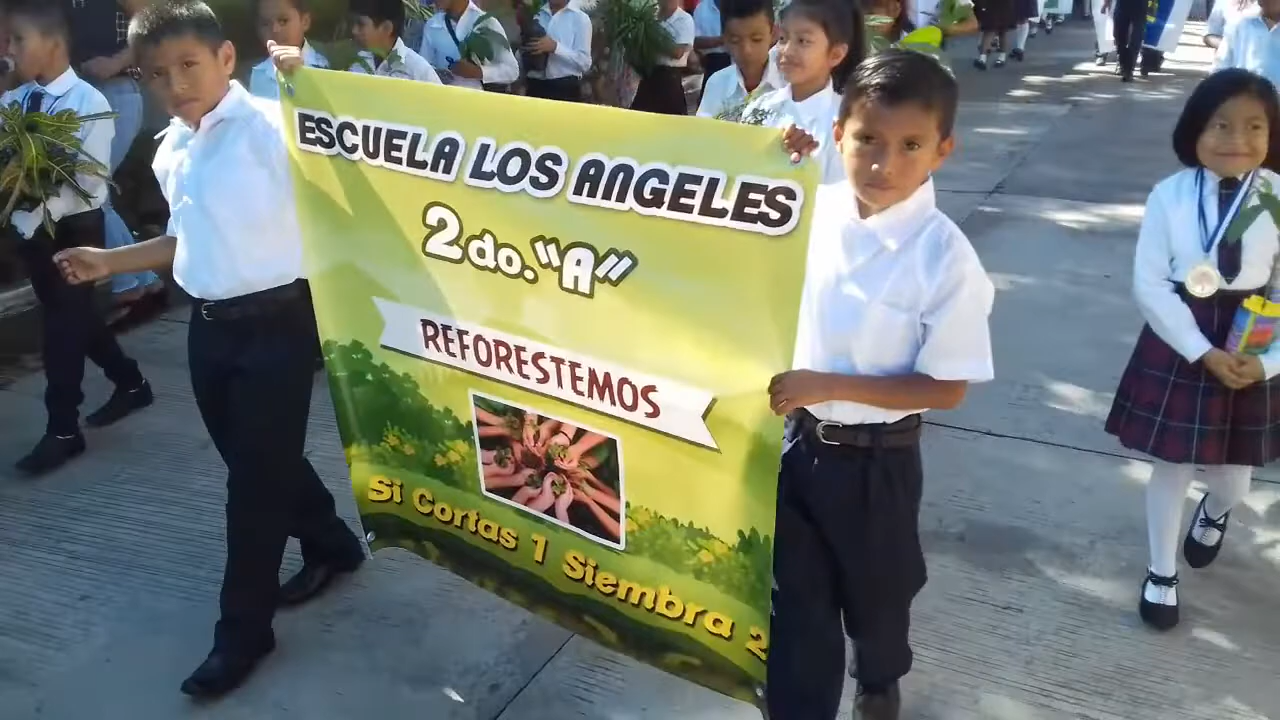 ESCUELA LOS ANGELES
2do. "A"
REFORESTEMOS
Si Cortas 1 Siembra 2